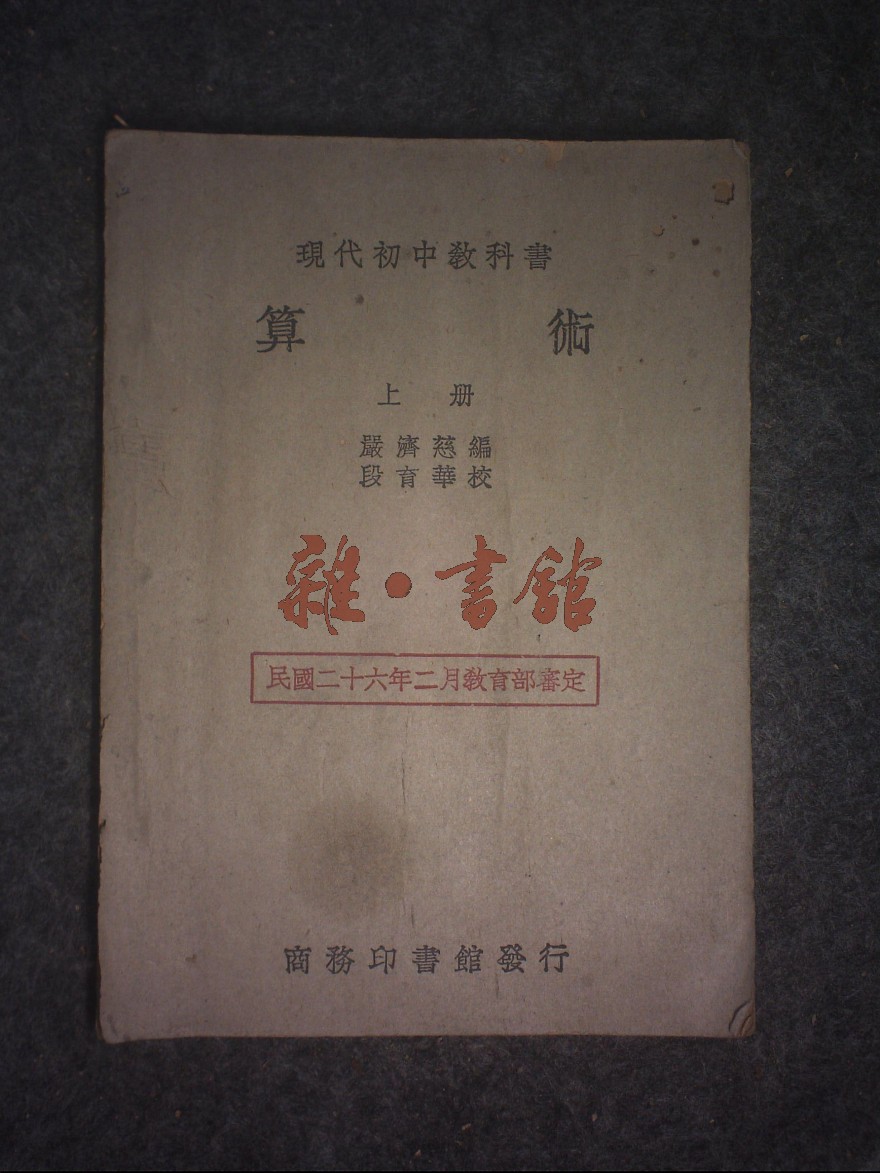 現代初中教科書
算術
上册
嚴濟慈編
段育華校
雜·書館
民國二十六年二月教育部審定
商務印書館發行